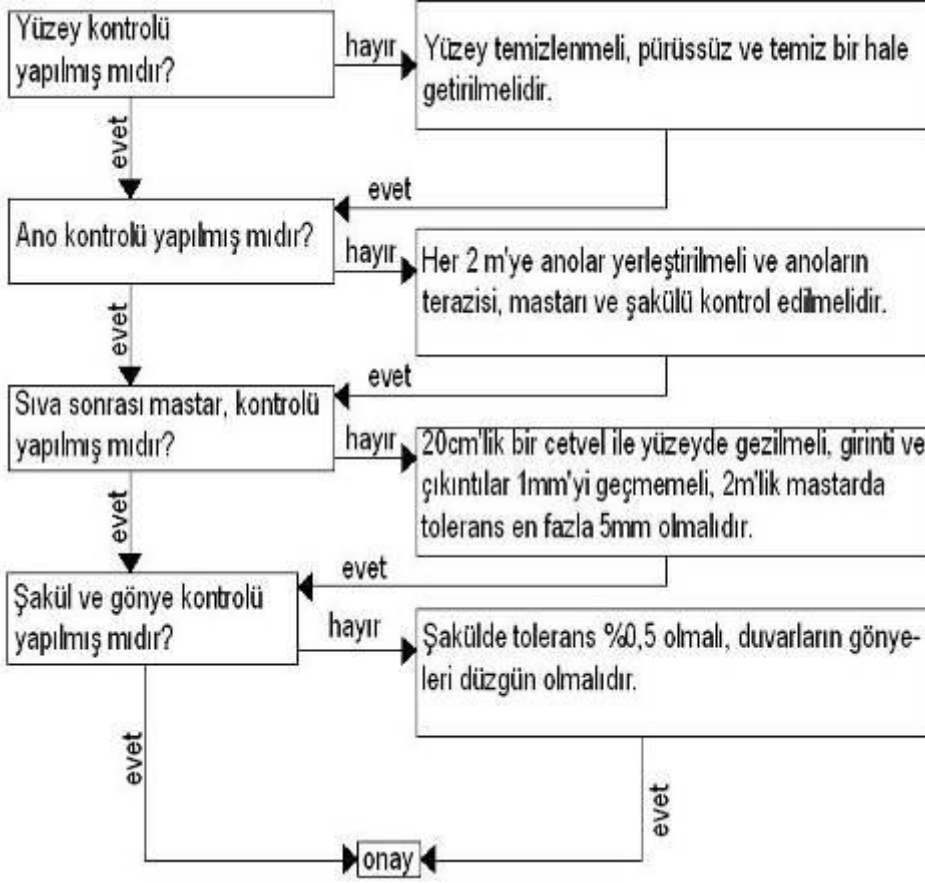 Yüzey kontrolü
yapılmış mıdır?
hayır
Yüzey temizlenmeli, pürüssüz ve temiz bir hale
getirilmelidir.
evet
evet
Ano kontrolü yapılmış mıdır?
hayır
Her 2 m'ye anolar yerleştirilmeli ve anoların
terazisi, mastarı ve şakülü kontrol edilmelidir.
evet
evet
Sıva sonrası mastar, kontrolü
yapılmış mıdır?
hayır
20cm'lik bir cetvel ile yüzeyde gezilmeli, girinti ve
çıkıntılar 1mm'yi geçmemeli, 2m'lik mastarda
tolerans en fazla 5mm olmalıdır.
evet
evet
Şakül ve gönye kontrolü
yapılmış mıdır?
hayır
Şakülde tolerans %0,5 olmalı, duvarların gönye-
leri düzgün olmalıdır.
evet
evet
onay